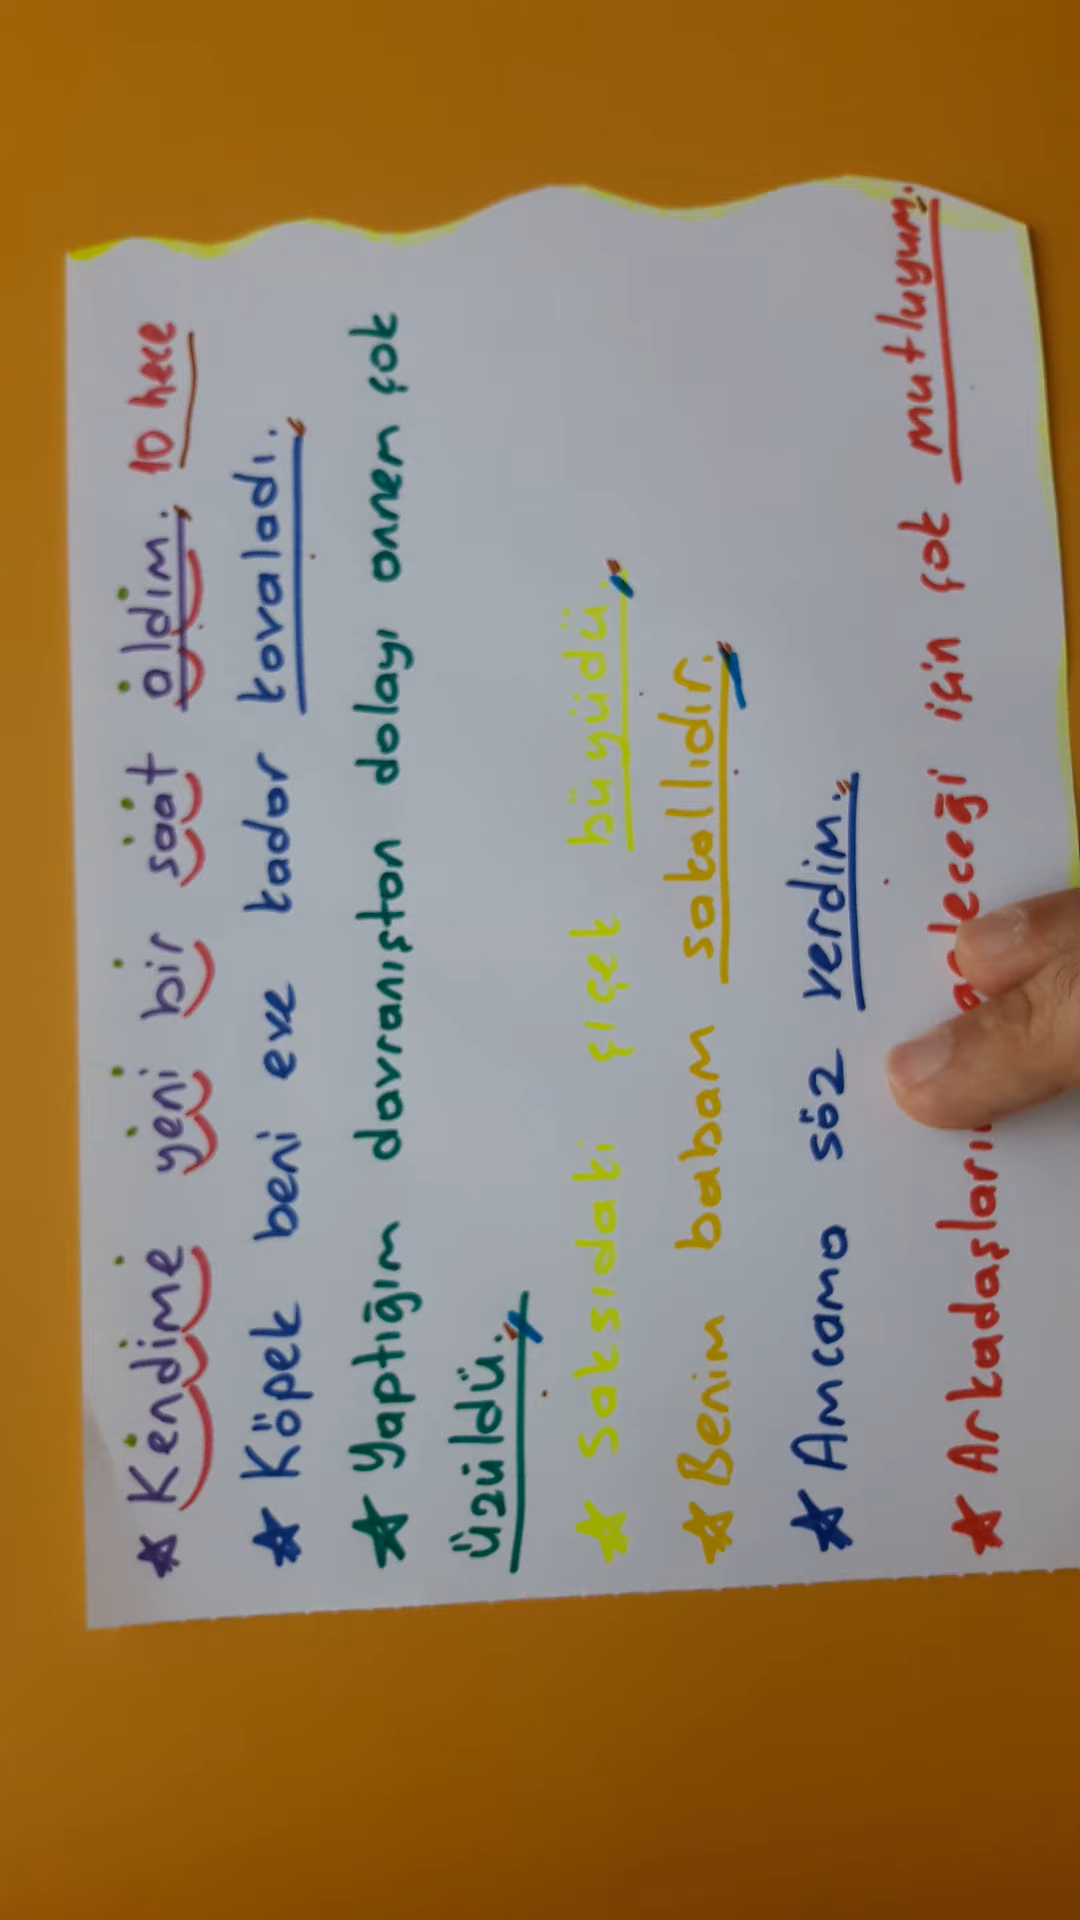 * Kendime yeni bir saat aldım. 10 hece
* Köpek beni eve kadar kovaladı.
* Yaptığım davranıştan dolayı annem çok
üzüldü.
* Saksıdaki çiçek büyüdü.
* Benim babam sakallıdır.
* Amcama söz verdim.
* için çok mutluyum.